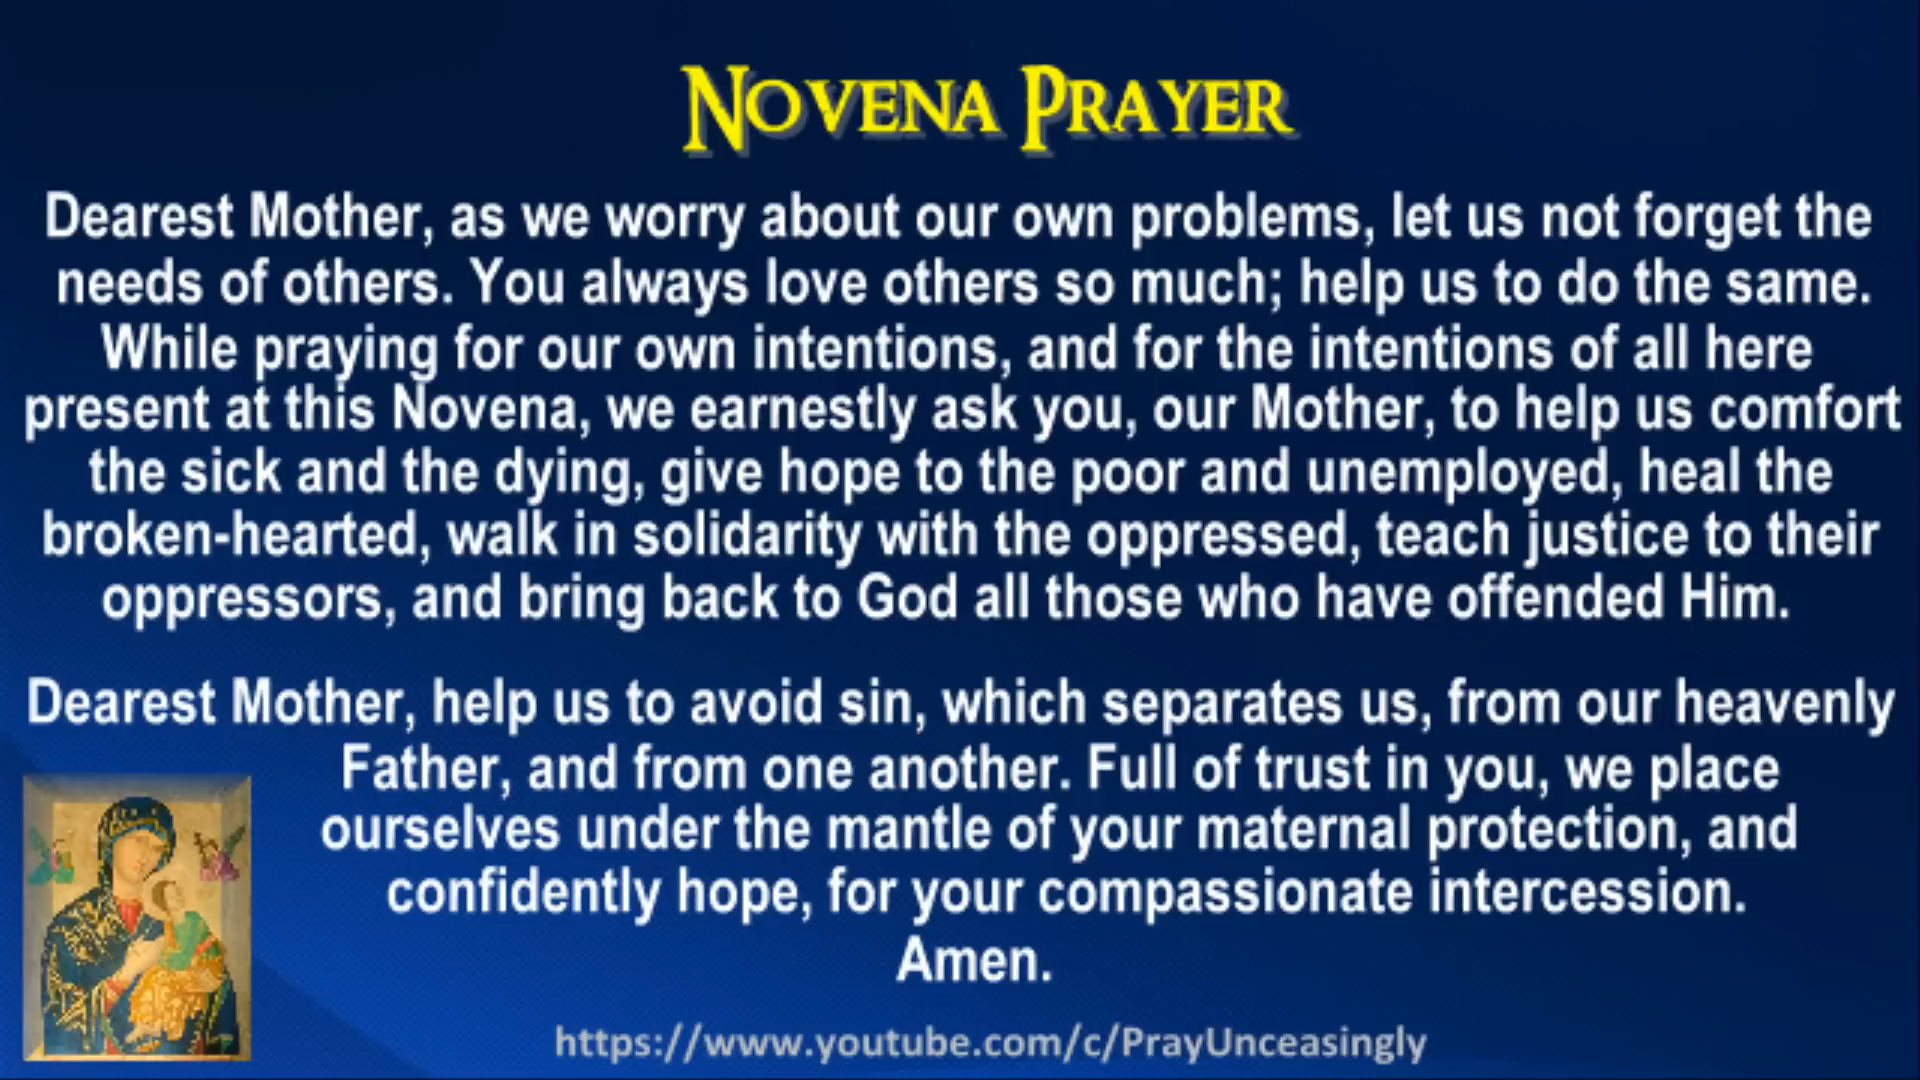 Novena Prayer
Dearest Mother, as we worry about our own problems, let us not forget the
needs of others. You always love others so much; help us to do the same.
While praying for our own intentions, and for the intentions of all here
present at this Novena, we earnestly ask you, our Mother, to help us comfort
the sick and the dying, give hope to the poor and unemployed, heal the
broken-hearted, walk in solidarity with the oppressed, teach justice to their
oppressors, and bring back to God all those who have offended Him.
Dearest Mother, help us to avoid sin, which separates us, from our heavenly
Father, and from one another. Full of trust in you, we place
ourselves under the mantle of your maternal protection, and
confidently hope, for your compassionate intercession.
Amen.
https://www.youtube.com/c/PrayUnceasingly